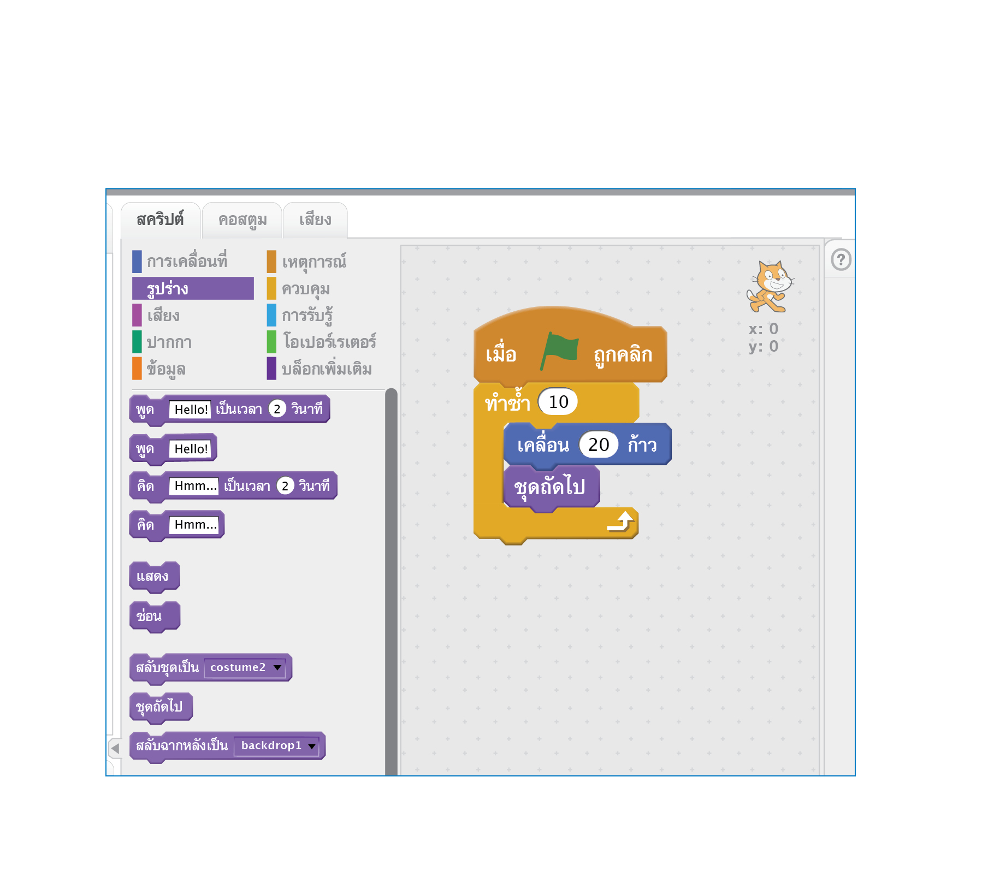 สคริปต์ คอสตูม เสียง
การเคลื่อนที่ เหตุการณ์
รูปร่าง ควบคุม
เสียง การรับรู้
ปากกา โอเปอร์เรเตอร์
ข้อมูล บล็อกเพิ่มเติม
พูด Hello! เป็นเวลา 2 วินาที
พูด Hello!
คิด Hmm... เป็นเวลา 2 วินาที
คิด Hmm...
แสดง
ซ่อน
สลับชุดเป็น costume2
ชุดถัดไป
สลับฉากหลังเป็น backdrop1
เมื่อ ถูกคลิก
ทำซ้ำ 10
เคลื่อน 20 ก้าว
ชุดถัดไป
x: 0
y: 0
?